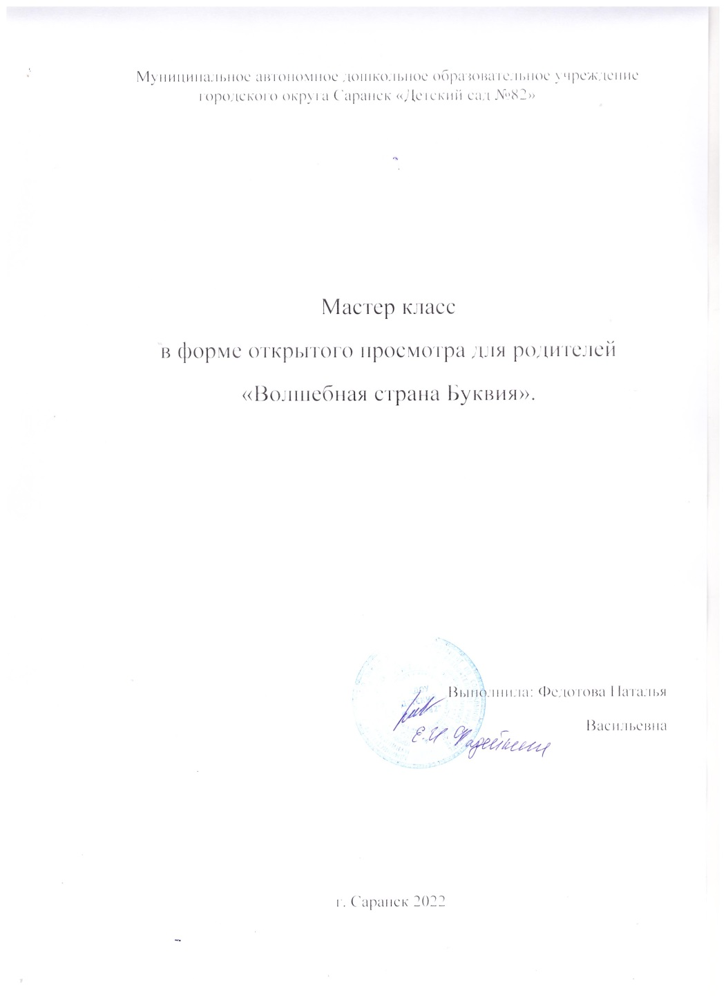 Муниципальное автономное дошкольное образовательное учреждение
городского округа Саранск «Детский сад №82»
Мастер класс
в форме открытого просмотра для родителей
«Волшебная страна Буквия».
Выполнила: Федотова Наталья
Васильевна
Е.И.
г. Саранск 2022